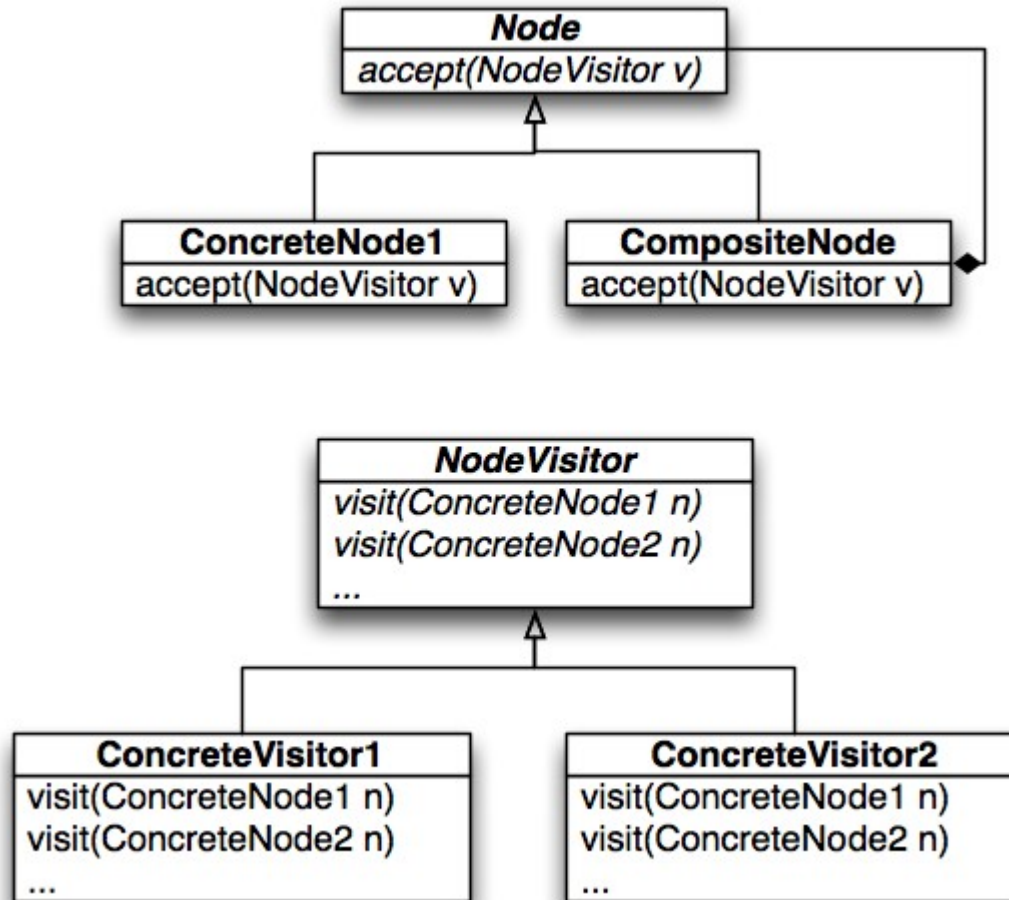 Node
accept(NodeVisitor v)
ConcreteNode1
accept(NodeVisitor v)
CompositeNode
accept(NodeVisitor v)
NodeVisitor
visit(ConcreteNode1 n)
visit(ConcreteNode2 n)
...
ConcreteVisitor1
visit(ConcreteNode1 n)
visit(ConcreteNode2 n)
...
ConcreteVisitor2
visit(ConcreteNode1 n)
visit(ConcreteNode2 n)
...